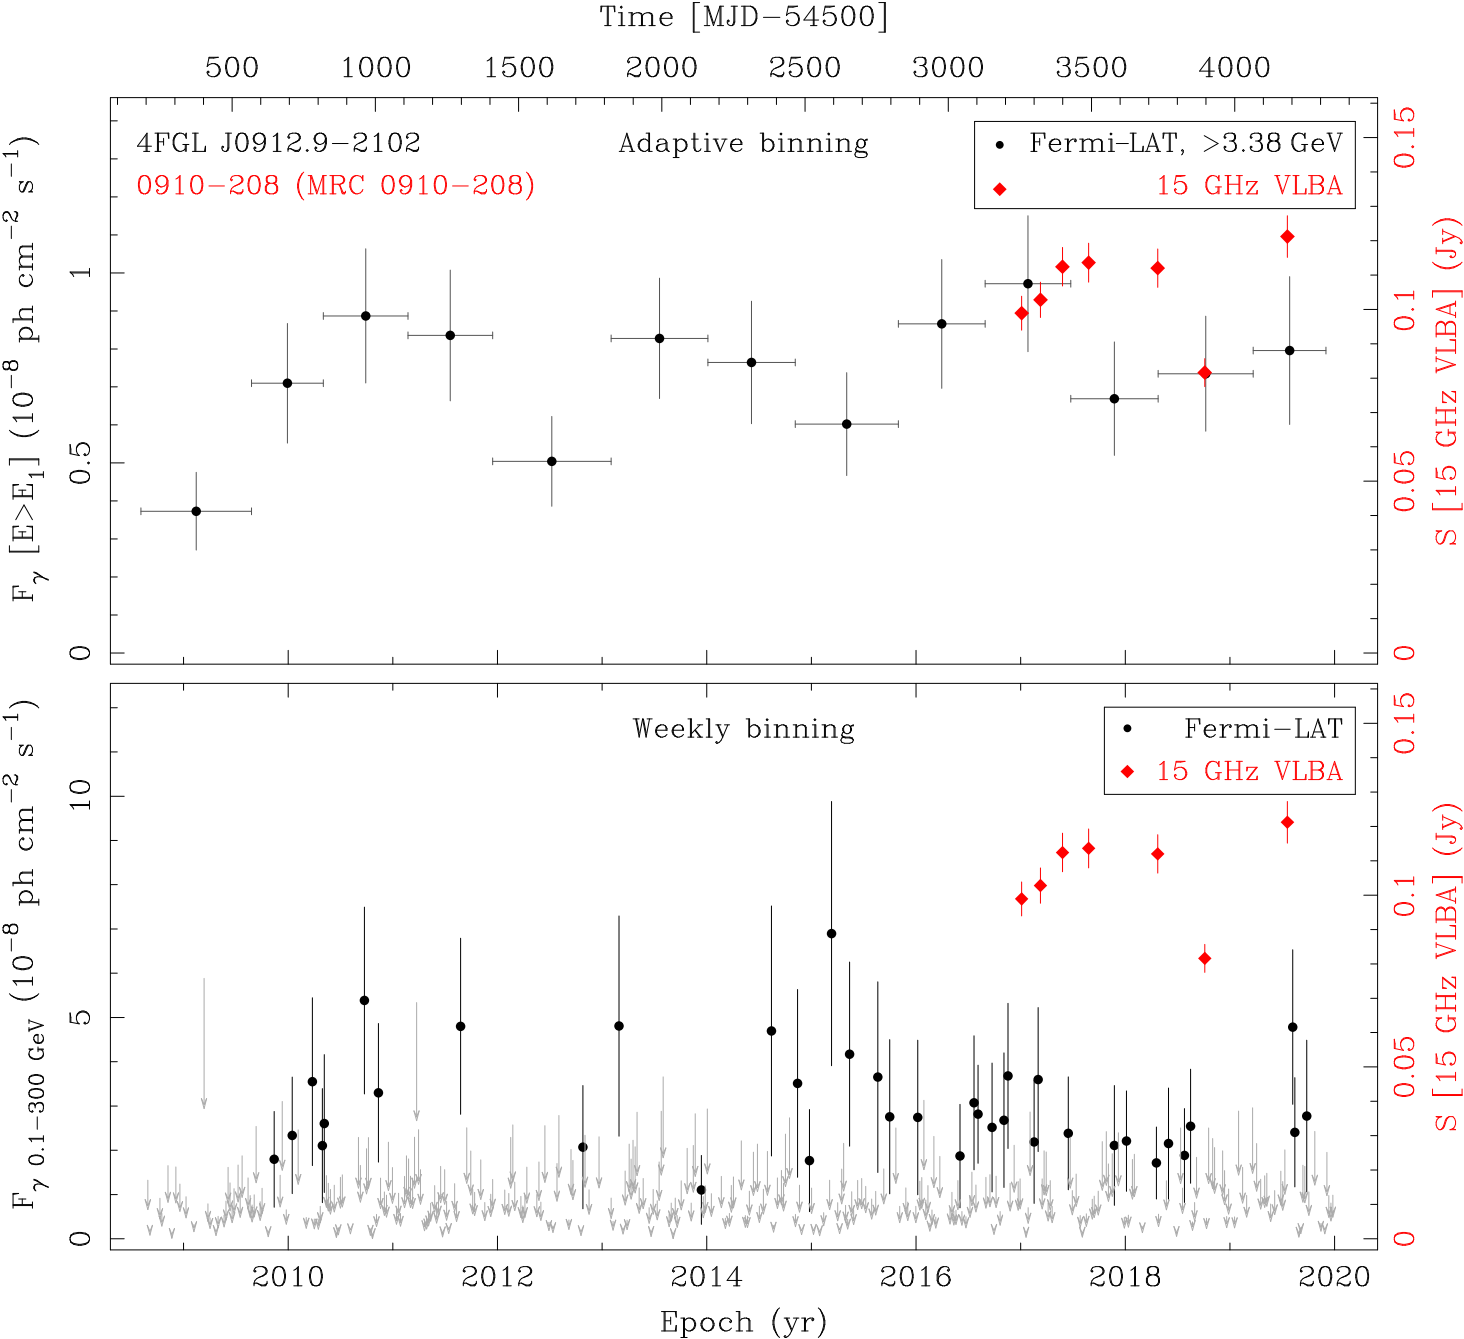 Time [MJD−54500]
500 1000 1500 2000 2500 3000 3500 4000
4FGL J0912.9−2102
0910−208 (MRC 0910−208)
Adaptive binning
Fermi−LAT, >3.38 GeV
15 GHz VLBA
F γ [E>E1] (10−8 ph cm−2 s−1)
0 0.5 1
S [15 GHz VLBA] (Jy)
0 0.05 0.1 0.15
Weekly binning
Fermi−LAT
15 GHz VLBA
F γ 0.1−300 GeV (10−8 ph cm−2 s−1)
0 5 10
S [15 GHz VLBA] (Jy)
0 0.05 0.1 0.15
2010 2012 2014 2016 2018 2020
Epoch (yr)